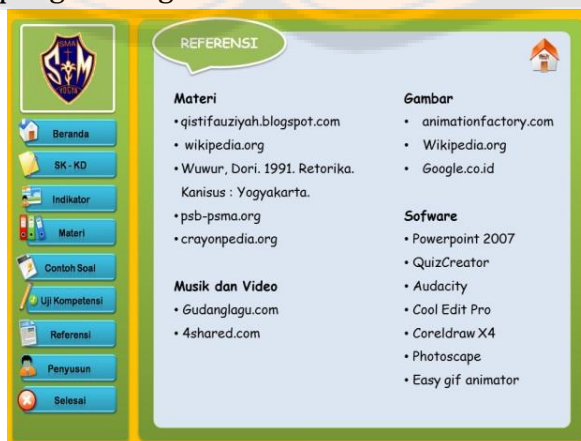 SMA
STM
YOGYA
Beranda
SK - KD
Indikator
Materi
Contoh Soal
Uji Kompetensi
Referensi
Penyusun
Selesai
REFERENSI
Materi
• qistifauziyah.blogspot.com
• wikipedia.org
• Wuwur, Dori. 1991. Retorika.
Kanisus : Yogyakarta.
• psb-psma.org
• crayonpedia.org
Musik dan Video
• Gudanglagu.com
• 4shared.com
Gambar
• animationfactory.com
• Wikipedia.org
• Google.co.id
Sofware
• Powerpoint 2007
• QuizCreator
• Audacity
• Cool Edit Pro
• Coreldraw X4
• Photoscape
• Easy gif animator